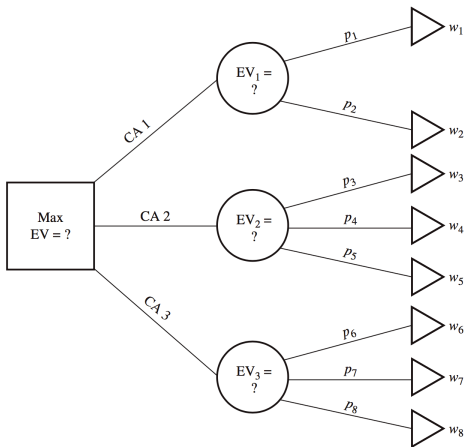 Max
EV = ?
CA 1
CA 2
CA 3
EV₁ =
?
EV₂ =
?
EV₃ =
?
p₁
p₂
p₃
p₄
p₅
p₆
p₇
p₈
w₁
w₂
w₃
w₄
w₅
w₆
w₇
w₈